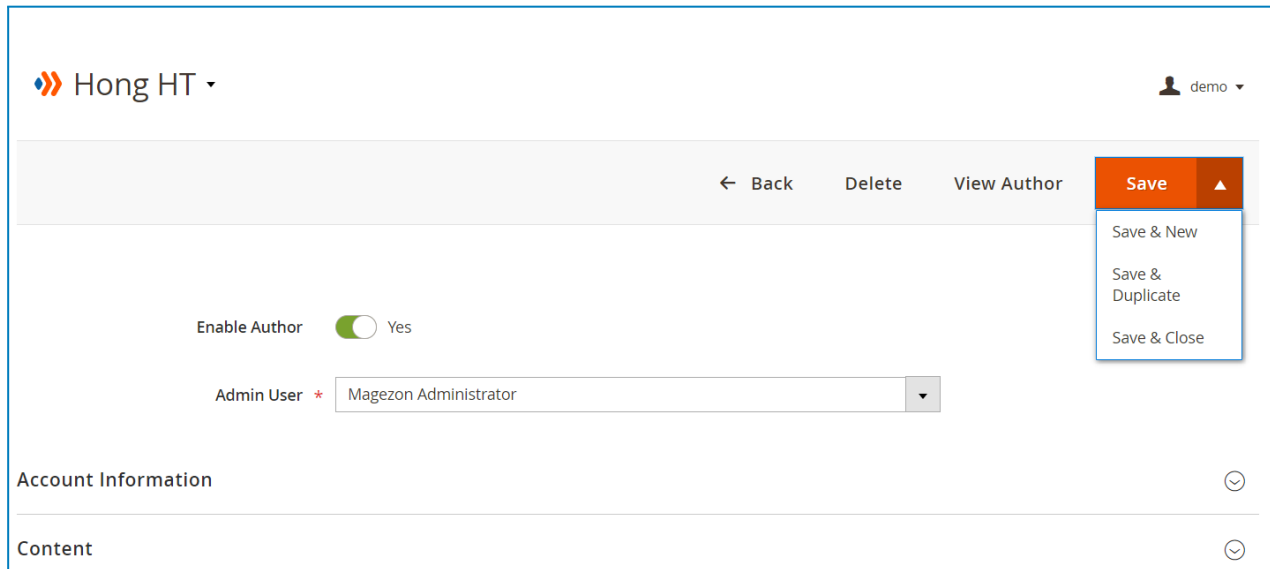 Hong HT
demo
Back
Delete
View Author
Save
Save & New
Save &
Duplicate
Save & Close
Enable Author
Yes
Admin User *
Magezon Administrator
Account Information
Content